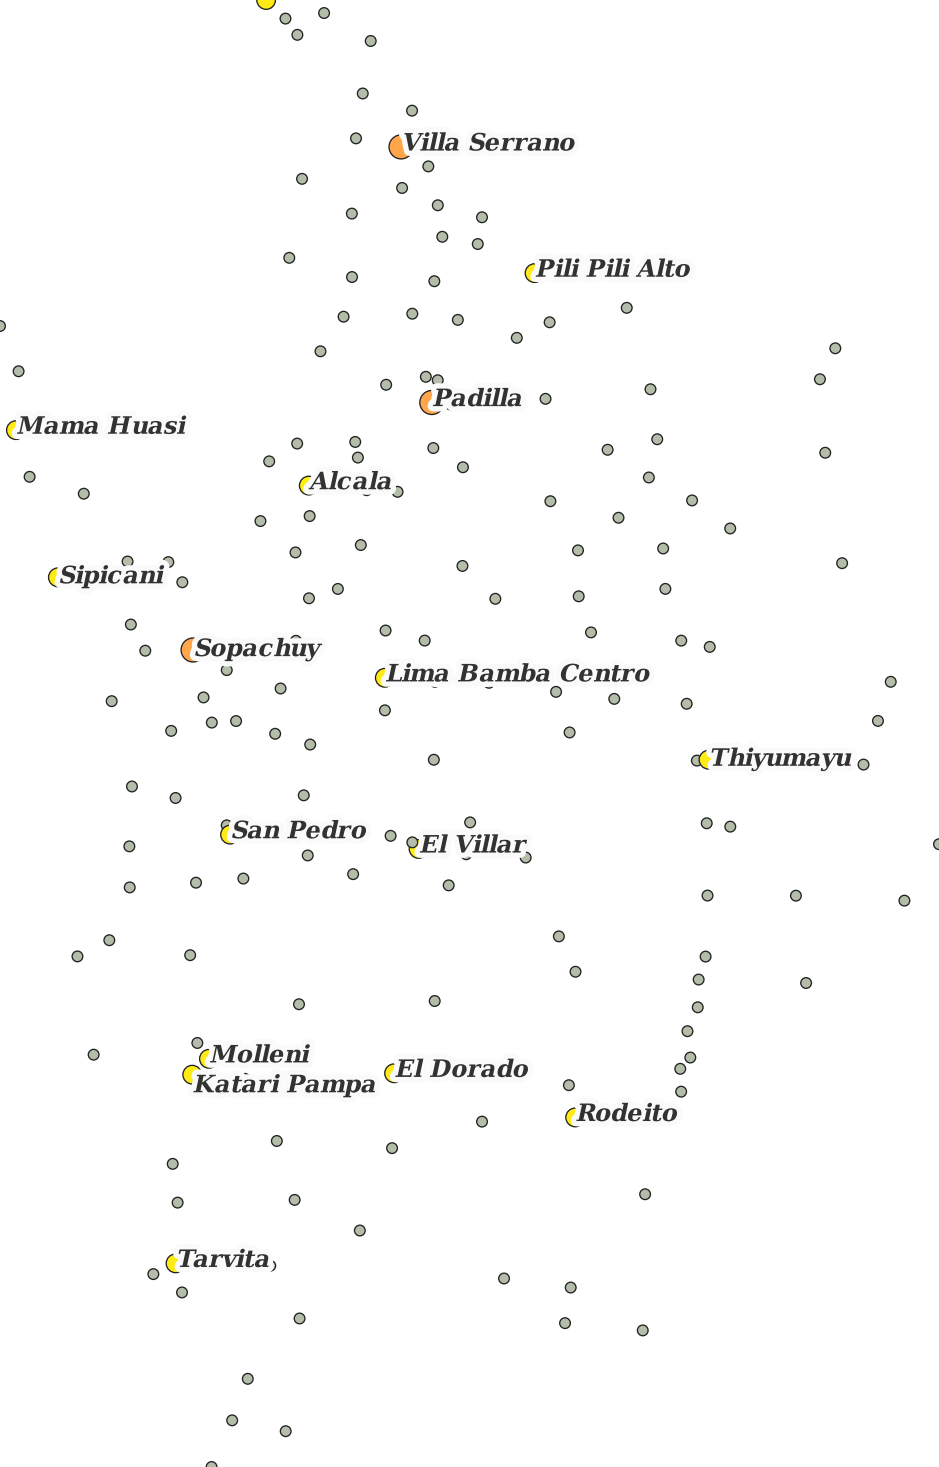 Villa Serrano
Pili Pili Alto
Padilla
Mama Huasi
Alcala
Sipicani
Sopachuy
Lima Bamba Centro
Thiyumayu
San Pedro
El Villar
Molleni
El Dorado
Katari Pampa
Rodeito
Tarvita